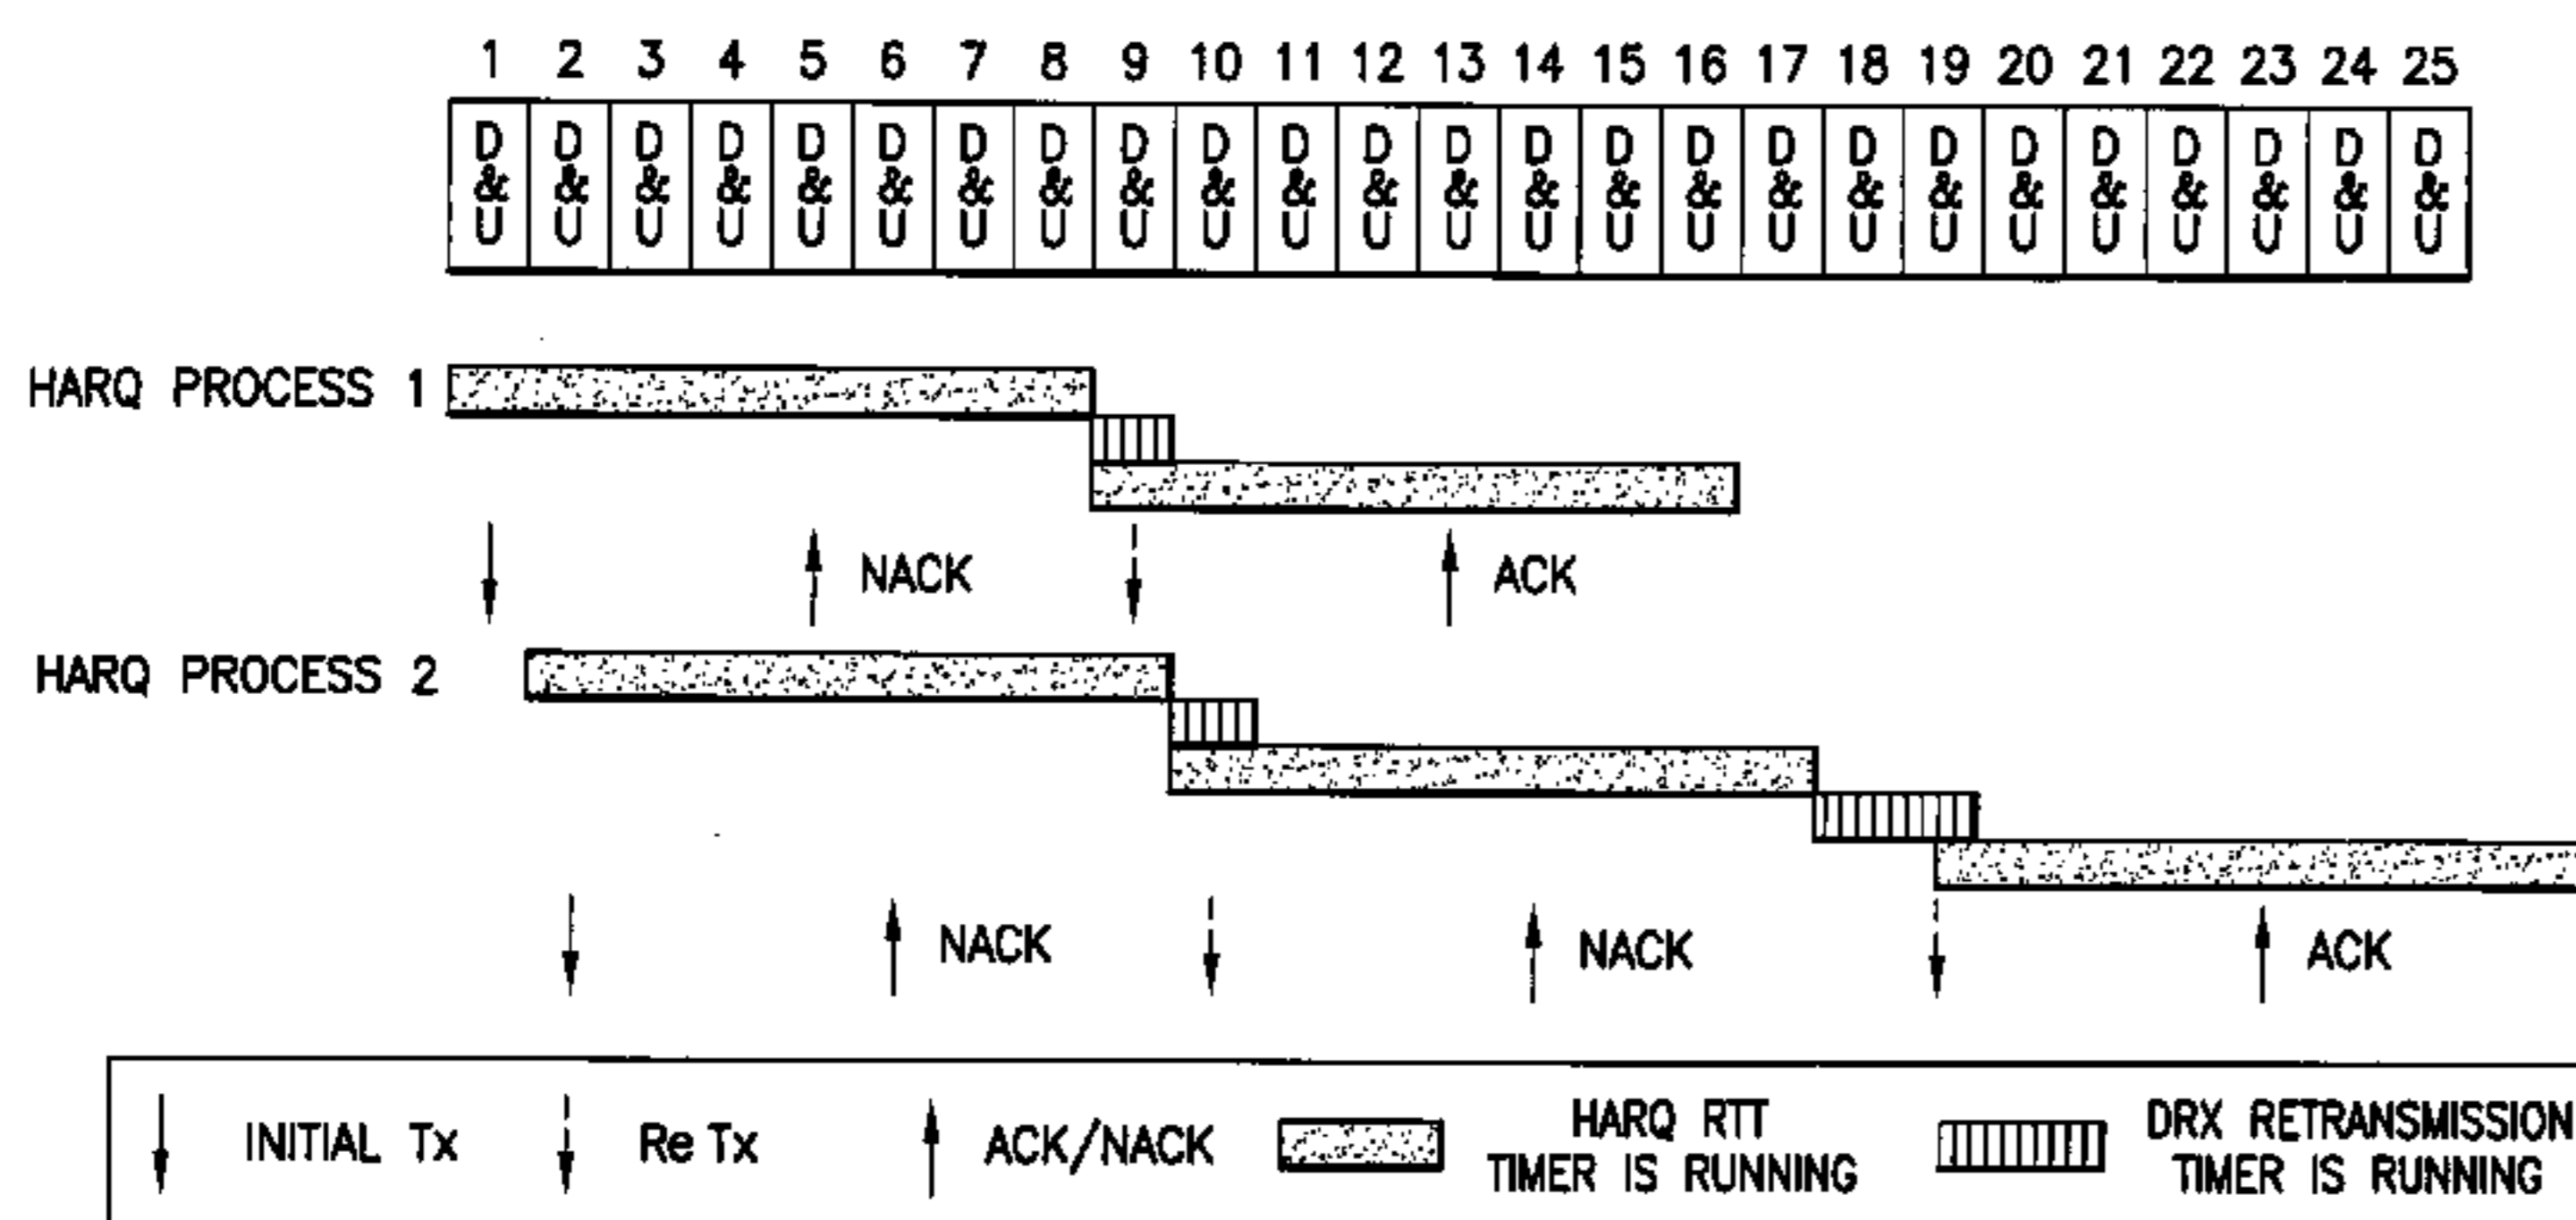 1 2 3 4 5 6 7 8 9 10 11 12 13 14 15 16 17 18 19 20 21 22 23 24 25
D D D D D D D D D D D D D D D D D D D D D D D D D
& & & & & & & & & & & & & & & & & & & & & & & & &
U U U U U U U U U U U U U U U U U U U U U U U U U
HARQ PROCESS 1
NACK ACK
HARQ PROCESS 2
NACK NACK ACK
INITIAL Tx Re Tx ACK/NACK HARQ RTT
TIMER IS RUNNING
DRX RETRANSMISSION
TIMER IS RUNNING